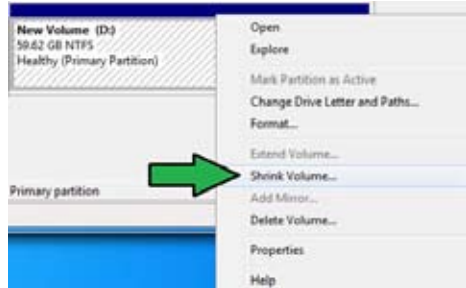 New Volume (D:)
59.62 GB NTFS
Healthy (Primary Partition)
Primary partition
Open
Explore
Mark Partition as Active
Change Drive Letter and Paths...
Format...
Extend Volume...
Shrink Volume...
Add Mirror...
Delete Volume...
Properties
Help